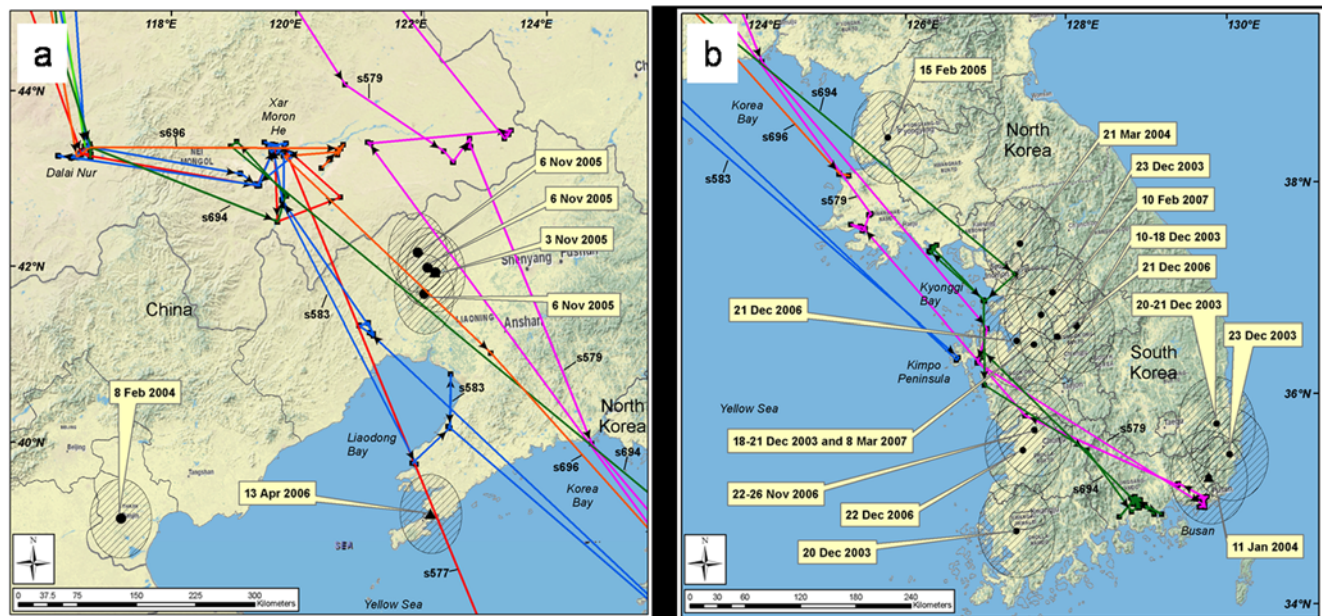 a
118°E
120°E
122°E
124°E
44°N
s579
Xar
Moron
He
s696
NEI
MONGOL
Dalai Nur
6 Nov 2005
s694
6 Nov 2005
3 Nov 2005
42°N
Shenyang
Fushun
China
s583
6 Nov 2005
LIAONING
Anshan
s579
8 Feb 2004
s583
North
Korea
40°N
Beijing
Liaodong
Bay
Tangshan
s696
s694
13 Apr 2006
Korea
Bay
SEA
s577
N
Yellow Sea
0 37.5 75 150 225 300
Kilometers
b
124°E
126°E
128°E
130°E
15 Feb 2005
s694
Korea
Bay
s696
North
Korea
21 Mar 2004
s583
23 Dec 2003
38°N
s579
10 Feb 2007
10-18 Dec 2003
Kyonggi
Bay
21 Dec 2006
21 Dec 2006
20-21 Dec 2003
23 Dec 2003
Kimpo
Peninsula
South
Korea
36°N
Yellow Sea
18-21 Dec 2003 and 8 Mar 2007
s579
22-26 Nov 2006
s694
22 Dec 2006
Busan
20 Dec 2003
11 Jan 2004
N
0 30 60 120 180 240
Kilometers
34°N